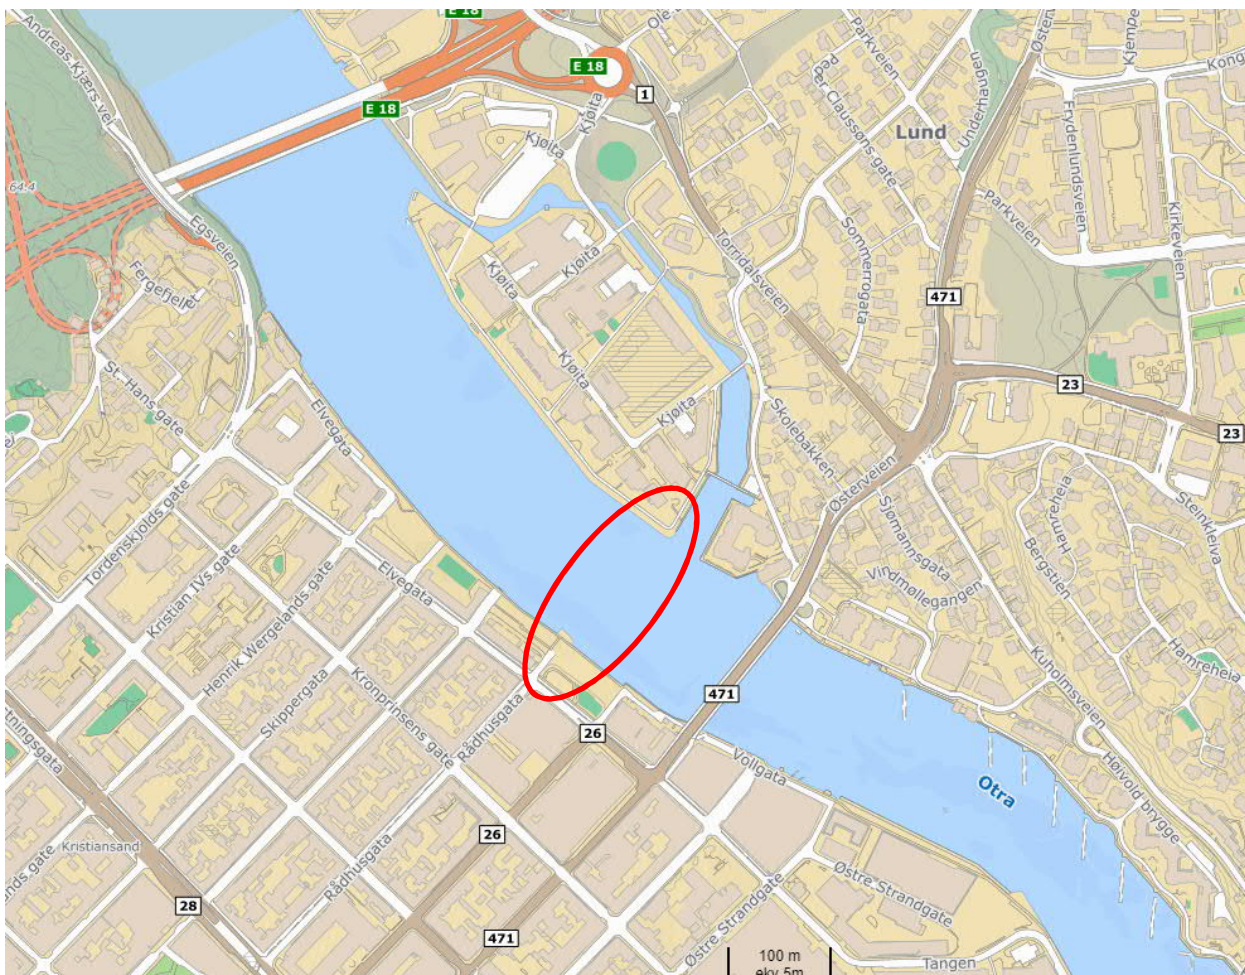 E 18
Andreas Kjærs vei
E 18
E 18
Kjøita
Kjøita
1
Peder Claussøns gate
Parkveien
Lund
Underhaugen
Kjempe
Kong
Frydenlundsveien
Kirkeveien
Parkveien
64.4
Egsveien
Fergefjellet
Torridalsveien
Sommerrogata
Kjøita
Kjøita
Kjøita
Kjøita
471
23
23
St. Hans gate
Elvegata
Skolebakken
Østerveien
Sjømannsgata
Vindmøllegangen
Hamreheia
Bergstien
Steinkleiva
Hamreheia
Kuholmsveien
Høivold brygge
Tordenskjolds gate
Kristian IVs gate
Henrik Wergelands gate
Skippergata
Kronprinsens gate
Elvegata
Rådhusgata
Rådhusgata
471
26
Vollgata
Otra
26
Kristiansand
28
471
Østre Strandgate
Østre Strandgate
Tangen
100 m
ekv 5m